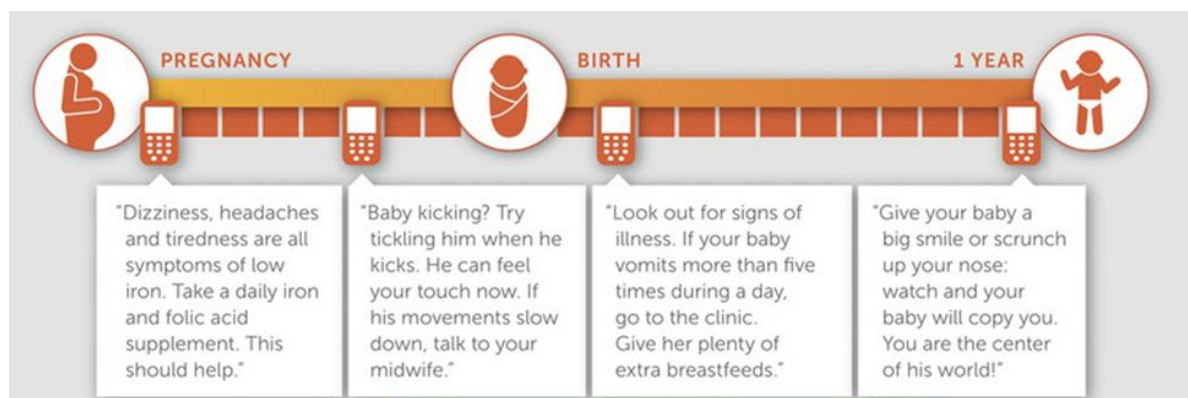 PREGNANCY
BIRTH
1 YEAR
"Dizziness, headaches
and tiredness are all
symptoms of low
iron. Take a daily iron
and folic acid
supplement. This
should help."
"Baby kicking? Try
tickling him when he
kicks. He can feel
your touch now. If
his movements slow
down, talk to your
midwife."
"Look out for signs of
illness. If your baby
vomits more than five
times during a day,
go to the clinic.
Give her plenty of
extra breastfeeds."
"Give your baby a
big smile or scrunch
up your nose:
watch and your
baby will copy you.
You are the center
of his world!"